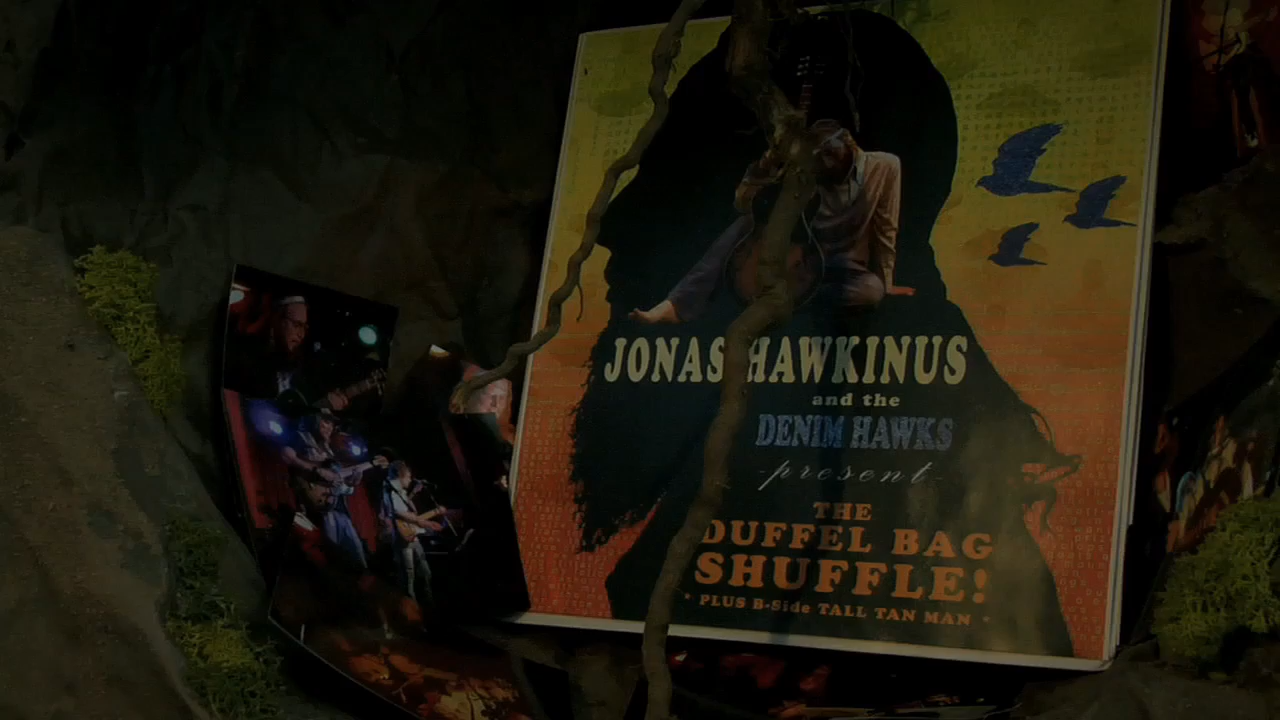 JONAS HAWKINUS
and the
DENIM HAWKS
-present-
THE
DUFFEL BAG
SHUFFLE!
* PLUS B-Side TALL TAN MAN *